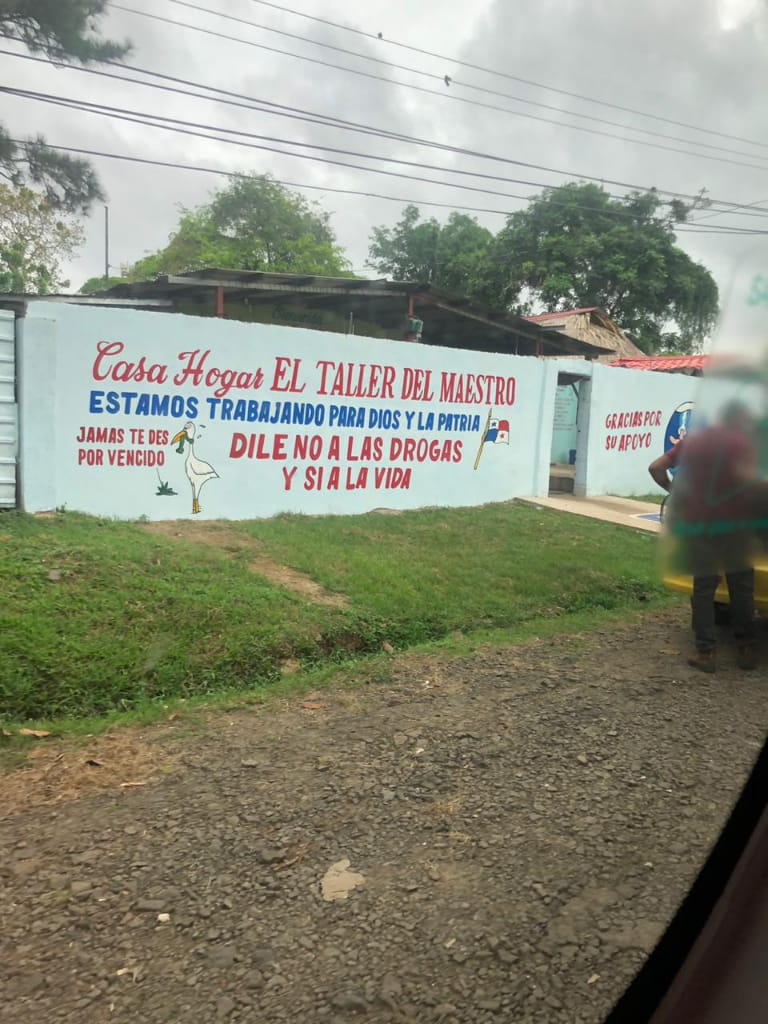 Casa Hogar EL TALLER DEL MAESTRO
ESTAMOS TRABAJANDO PARA DIOS Y LA PATRIA
JAMAS TE DES
POR VENCIDO
DILE NO A LAS DROGAS
Y SI A LA VIDA
GRACIAS POR
SU APOYO